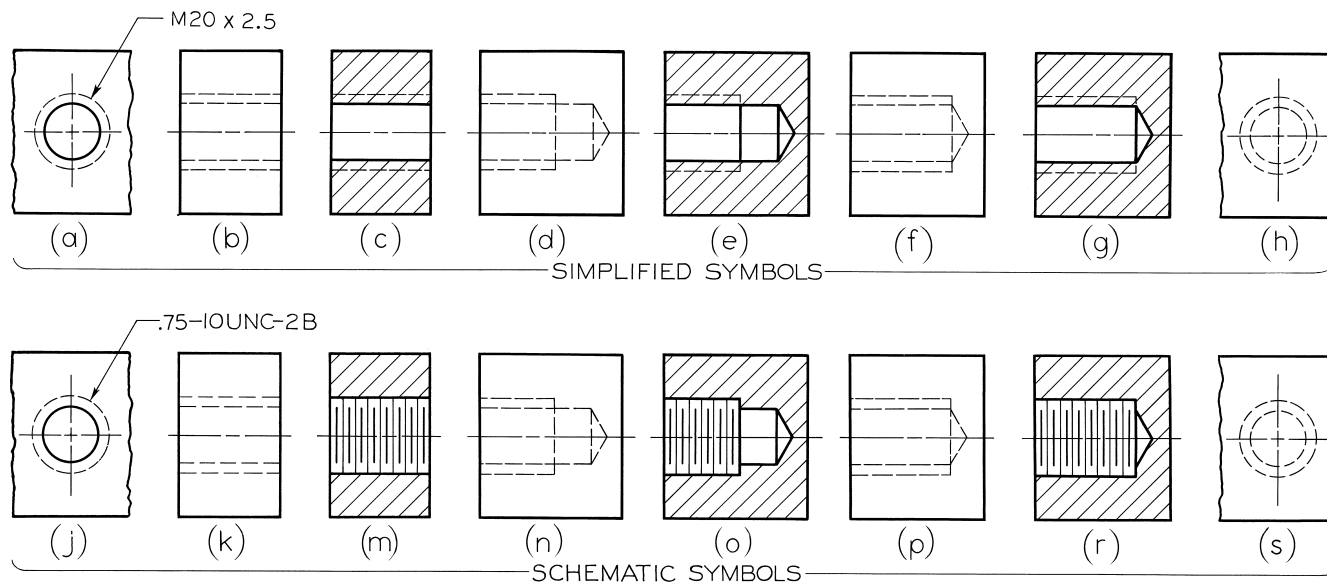 M20 x 2.5
(a) (b) (c) (d) (e) (f) (g) (h)
SIMPLIFIED SYMBOLS
.75-10UNC-2B
(j) (k) (m) (n) (o) (p) (r) (s)
SCHEMATIC SYMBOLS